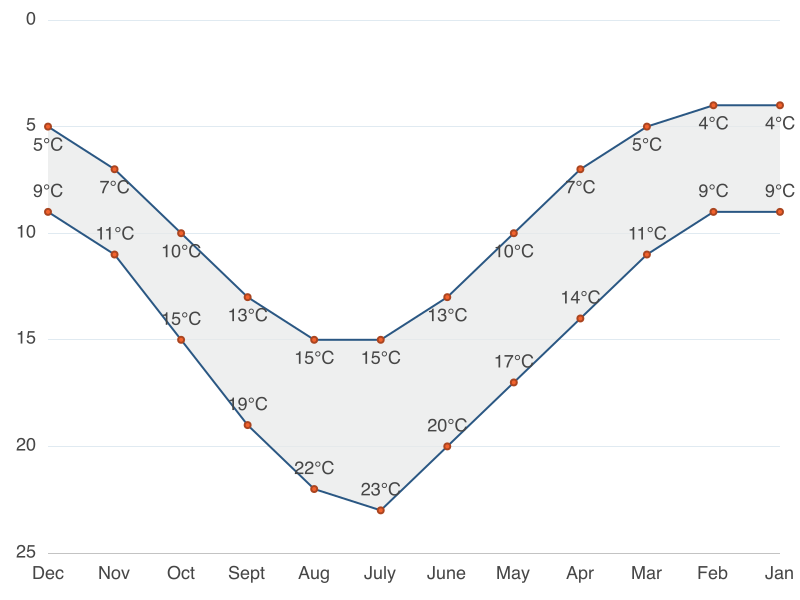 0
4°C 4°C
5
5°C 5°C
7°C 7°C
9°C 9°C 9°C
10
11°C 10°C 10°C 11°C
15
15°C 13°C 13°C 14°C
15°C 15°C 17°C
19°C
20
20°C
22°C 23°C
25
Dec Nov Oct Sept Aug July June May Apr Mar Feb Jan